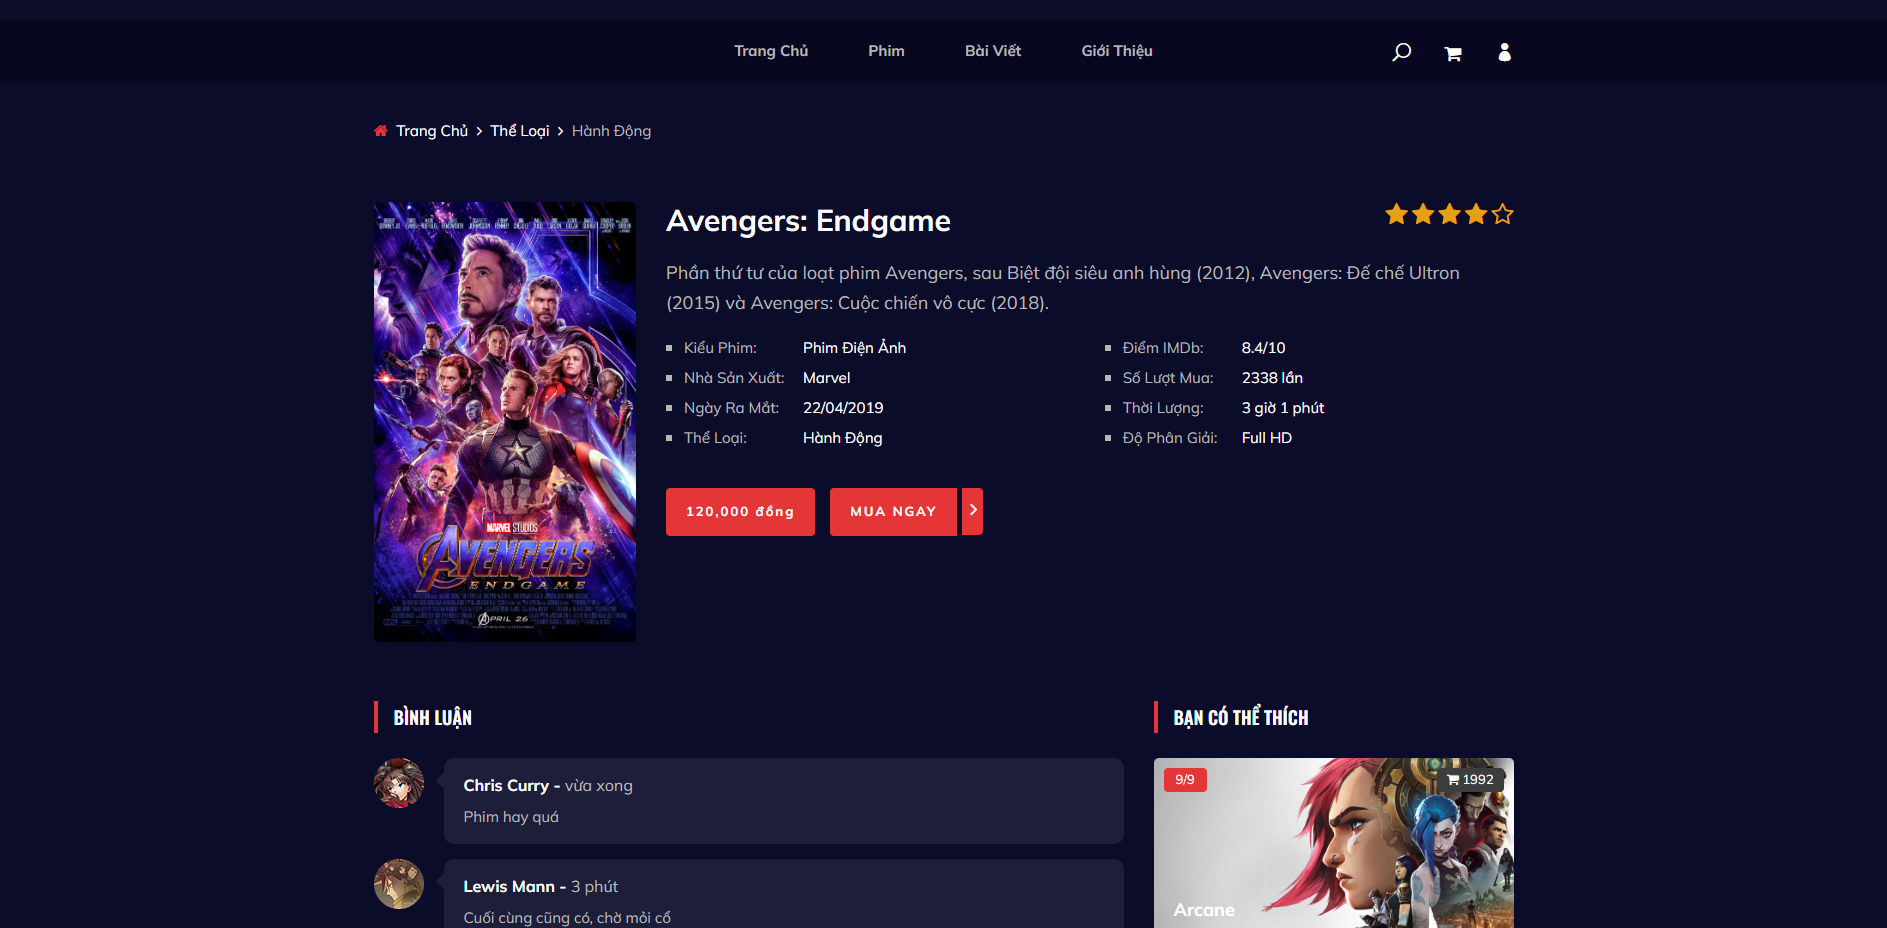 Trang Chủ Phim Bài Viết Giới Thiệu
Trang Chủ Thể Loại Hành Động
Avengers: Endgame
Phần thứ tư của loạt phim Avengers, sau Biệt đội siêu anh hùng (2012), Avengers: Đế chế Ultron
(2015) và Avengers: Cuộc chiến vô cực (2018).
Kiểu Phim: Phim Điện Ảnh
Điểm IMDb: 8.4/10
Nhà Sản Xuất: Marvel
Số Lượt Mua: 2338 lần
Ngày Ra Mắt: 22/04/2019
Thời Lượng: 3 giờ 1 phút
Thể Loại: Hành Động
Độ Phân Giải: Full HD
120,000 đồng MUA NGAY
MARVEL STUDIOS
AVENGERS
ENDGAME
APRIL 26
BÌNH LUẬN
Chris Curry - vừa xong
Phim hay quá
Lewis Mann - 3 phút
Cuối cùng cũng có, chờ mỏi cổ
BẠN CÓ THỂ THÍCH
9/9 1992
Arcane